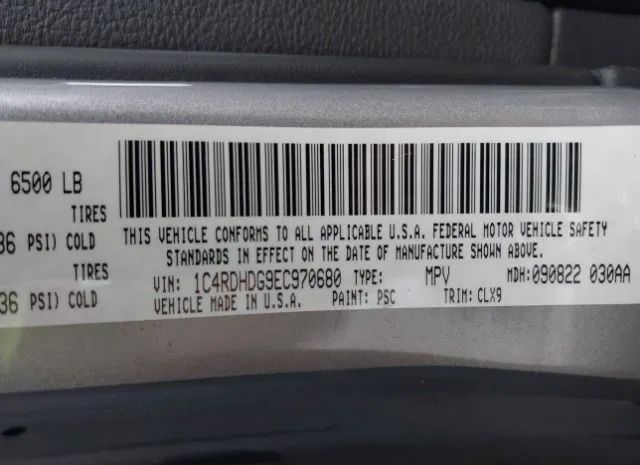 6500 LB
TIRES
36 PSI) COLD
TIRES
36 PSI) COLD
THIS VEHICLE CONFORMS TO ALL APPLICABLE U.S.A. FEDERAL MOTOR VEHICLE SAFETY
STANDARDS IN EFFECT ON THE DATE OF MANUFACTURE SHOWN ABOVE.
VIN: 1C4RDHDG9EC970680 TYPE: MPV MDH:090822 030AA
VEHICLE MADE IN U.S.A. PAINT: PSC TRIM: CLX9